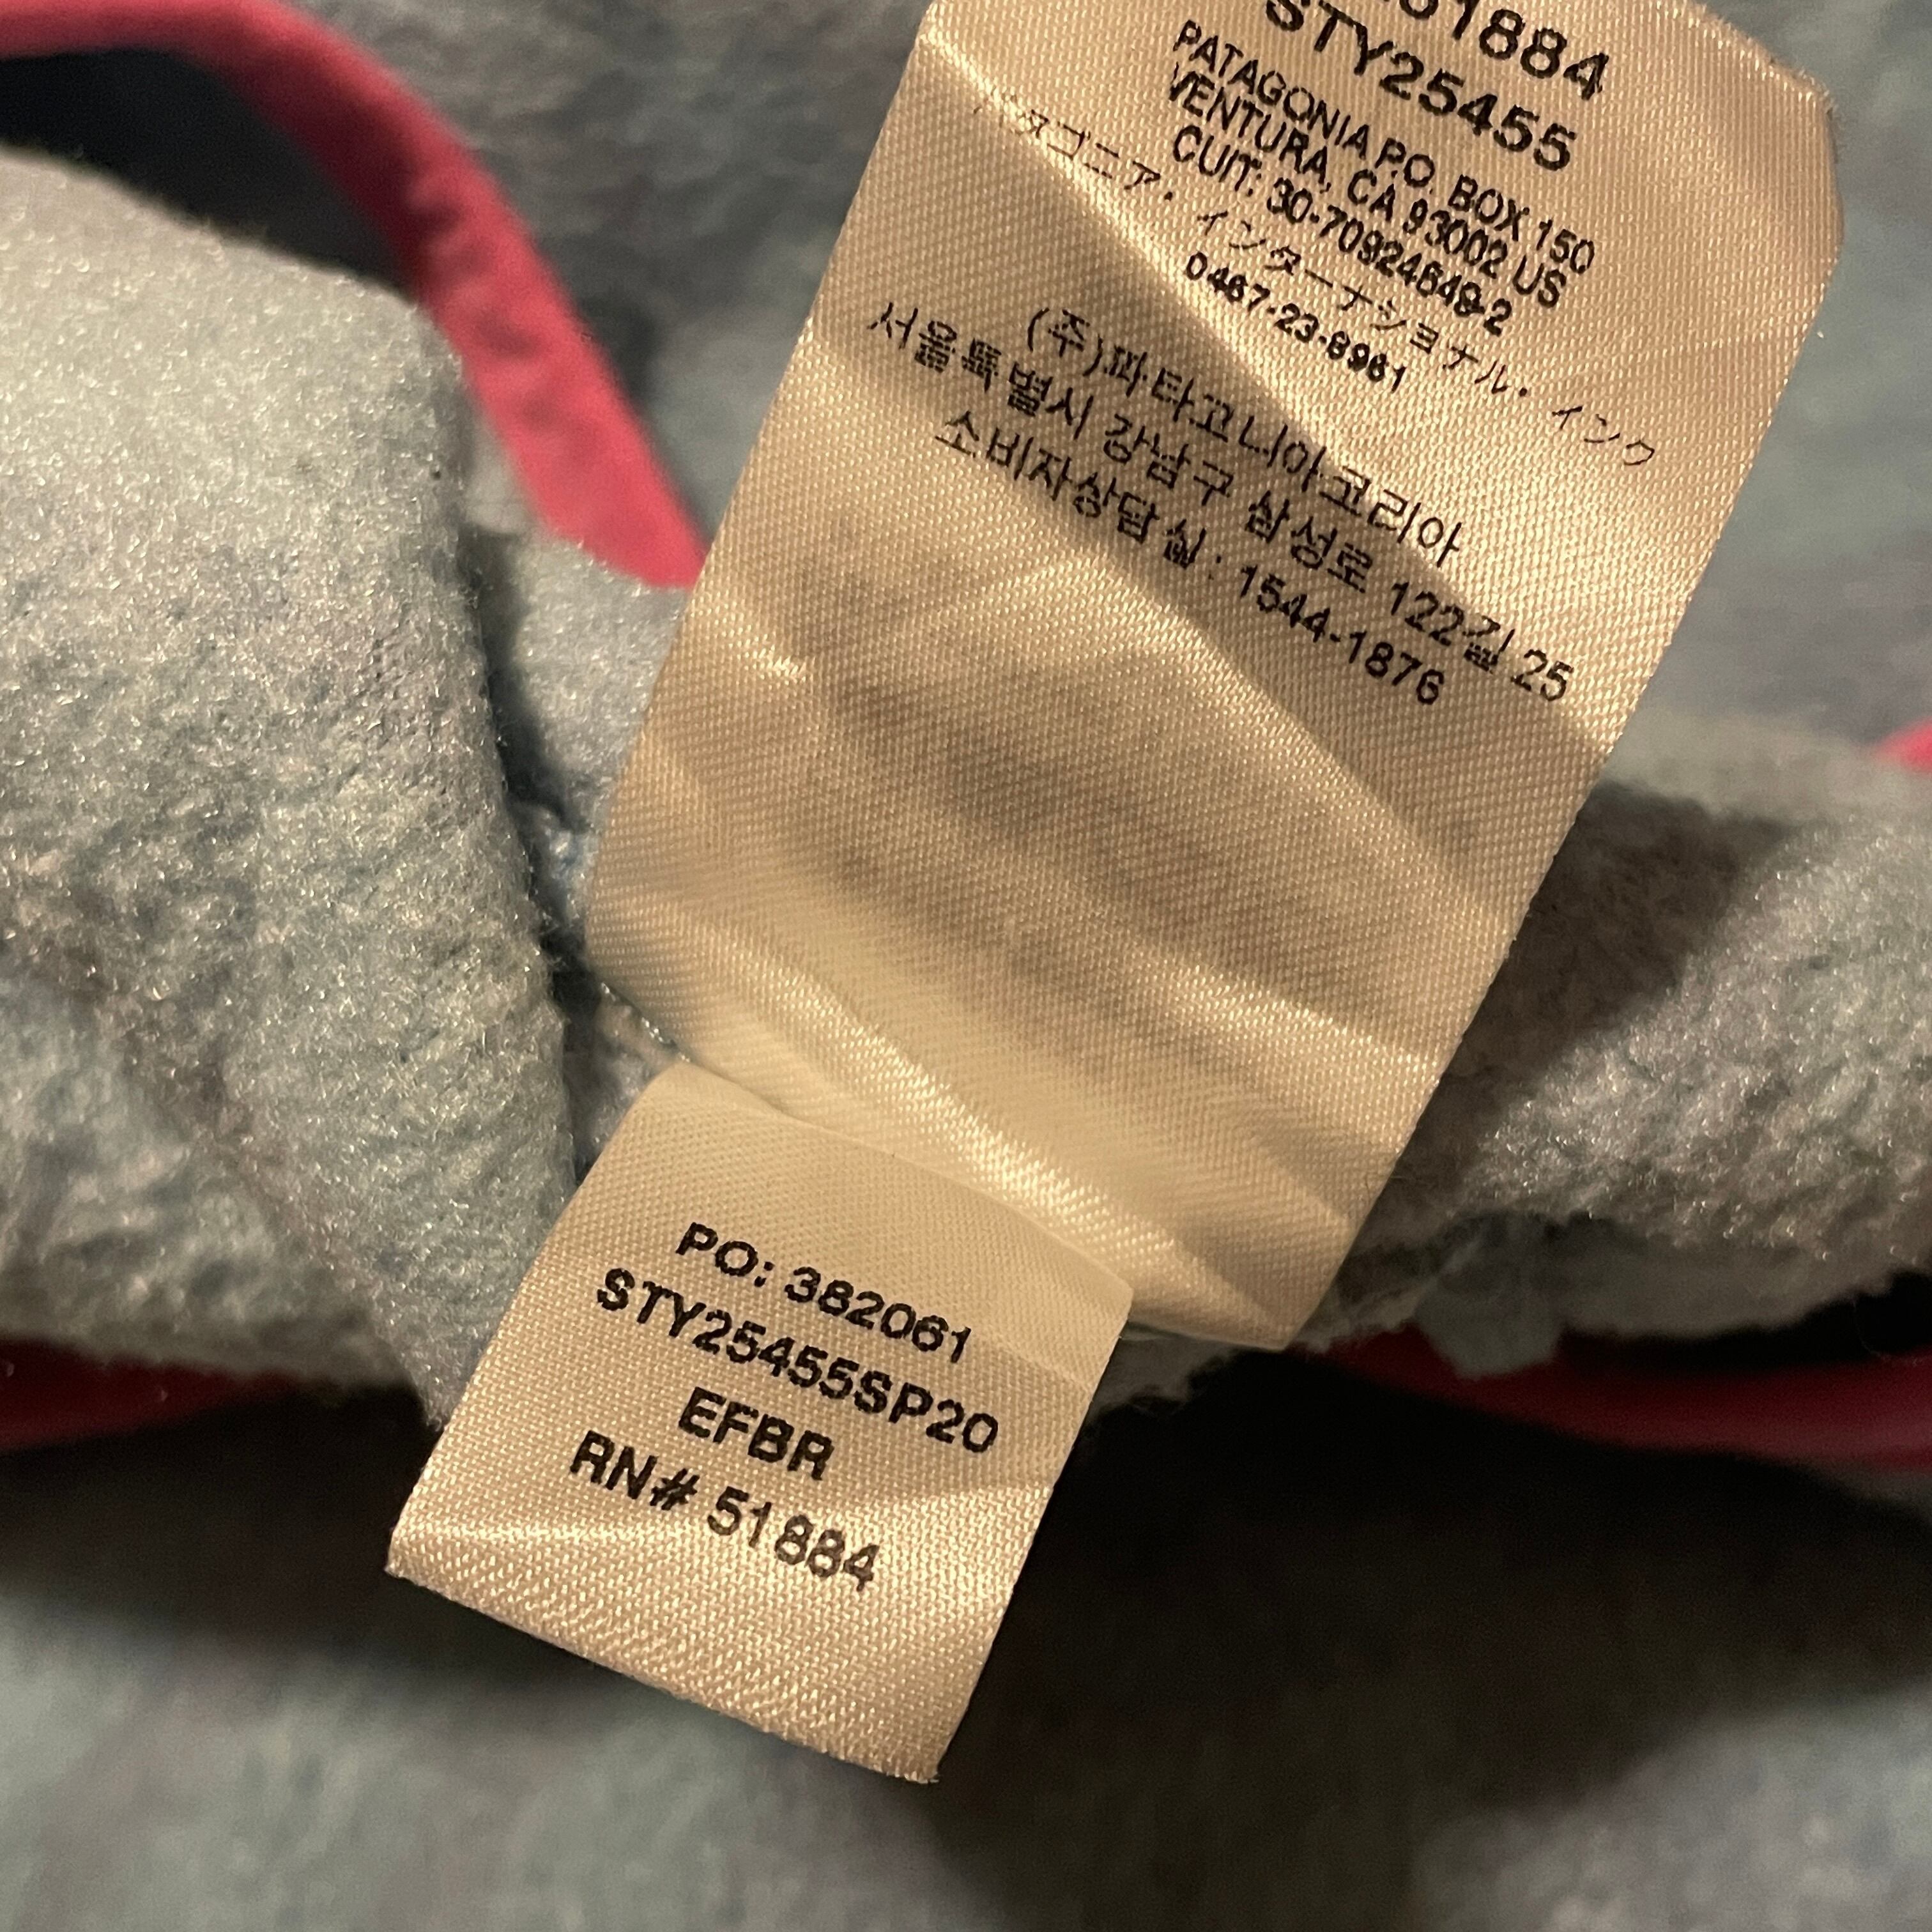 51884
STY25455
PATAGONIA P.O. BOX 150
VENTURA, CA 93002 US
CUIT: 30-70924649-2
パタゴニア・インターナショナル・インク
0467-23-8961
(주)파타고니아코리아
서울특별시 강남구 삼성로 122길 25
소비자상담실 : 1544-1876
PO: 382061
STY25455SP20
EFBR
RN# 51884